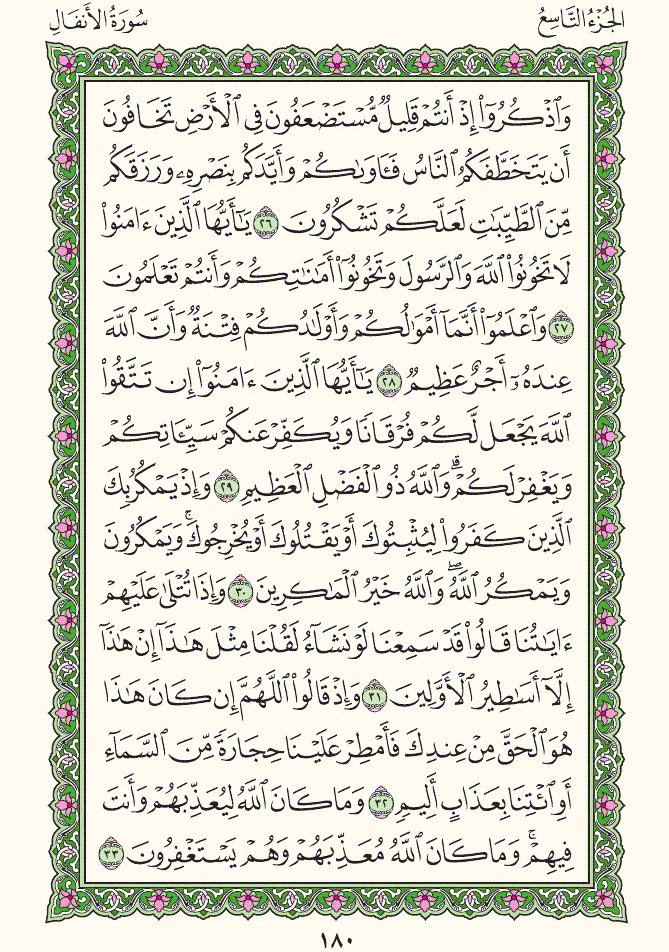 الجُزْءُ التَّاسِعُ
سُورَةُ الأَنفَالِ
وَٱذْكُرُوٓا۟ إِذْ أَنتُمْ قَلِيلٌ مُّسْتَضْعَفُونَ فِى ٱلْأَرْضِ تَخَافُونَ
أَن يَتَخَطَّفَكُمُ ٱلنَّاسُ فَـَٔاوَىٰكُمْ وَأَيَّدَكُم بِنَصْرِهِۦ وَرَزَقَكُم
مِّنَ ٱلطَّيِّبَٰتِ لَعَلَّكُمْ تَشْكُرُونَ ٢٦ يَٰٓأَيُّهَا ٱلَّذِينَ ءَامَنُوا۟
لَا تَخُونُوا۟ ٱللَّهَ وَٱلرَّسُولَ وَتَخُونُوٓا۟ أَمَٰنَٰتِكُمْ وَأَنتُمْ تَعْلَمُونَ
٢٧ وَٱعْلَمُوٓا۟ أَنَّمَآ أَمْوَٰلُكُمْ وَأَوْلَٰدُكُمْ فِتْنَةٌ وَأَنَّ ٱللَّهَ
عِندَهُۥٓ أَجْرٌ عَظِيمٌ ٢٨ يَٰٓأَيُّهَا ٱلَّذِينَ ءَامَنُوٓا۟ إِن تَتَّقُوا۟
ٱللَّهَ يَجْعَل لَّكُمْ فُرْقَانًا وَيُكَفِّرْ عَنكُمْ سَيِّـَٔاتِكُمْ
وَيَغْفِرْ لَكُمْ ۗ وَٱللَّهُ ذُو ٱلْفَضْلِ ٱلْعَظِيمِ ٢٩ وَإِذْ يَمْكُرُ بِكَ
ٱلَّذِينَ كَفَرُوا۟ لِيُثْبِتُوكَ أَوْ يَقْتُلُوكَ أَوْ يُخْرِجُوكَ ۚ وَيَمْكُرُونَ
وَيَمْكُرُ ٱللَّهُ ۖ وَٱللَّهُ خَيْرُ ٱلْمَٰكِرِينَ ٣٠ وَإِذَا تُتْلَىٰ عَلَيْهِمْ
ءَايَٰتُنَا قَالُوا۟ قَدْ سَمِعْنَا لَوْ نَشَآءُ لَقُلْنَا مِثْلَ هَٰذَآ إِنْ هَٰذَآ
إِلَّآ أَسَٰطِيرُ ٱلْأَوَّلِينَ ٣١ وَإِذْ قَالُوا۟ ٱللَّهُمَّ إِن كَانَ هَٰذَا
هُوَ ٱلْحَقَّ مِنْ عِندِكَ فَأَمْطِرْ عَلَيْنَا حِجَارَةً مِّنَ ٱلسَّمَآءِ
أَوِ ٱئْتِنَا بِعَذَابٍ أَلِيمٍ ٣٢ وَمَا كَانَ ٱللَّهُ لِيُعَذِّبَهُمْ وَأَنتَ
فِيهِمْ ۚ وَمَا كَانَ ٱللَّهُ مُعَذِّبَهُمْ وَهُمْ يَسْتَغْفِرُونَ ٣٣
١٨٠